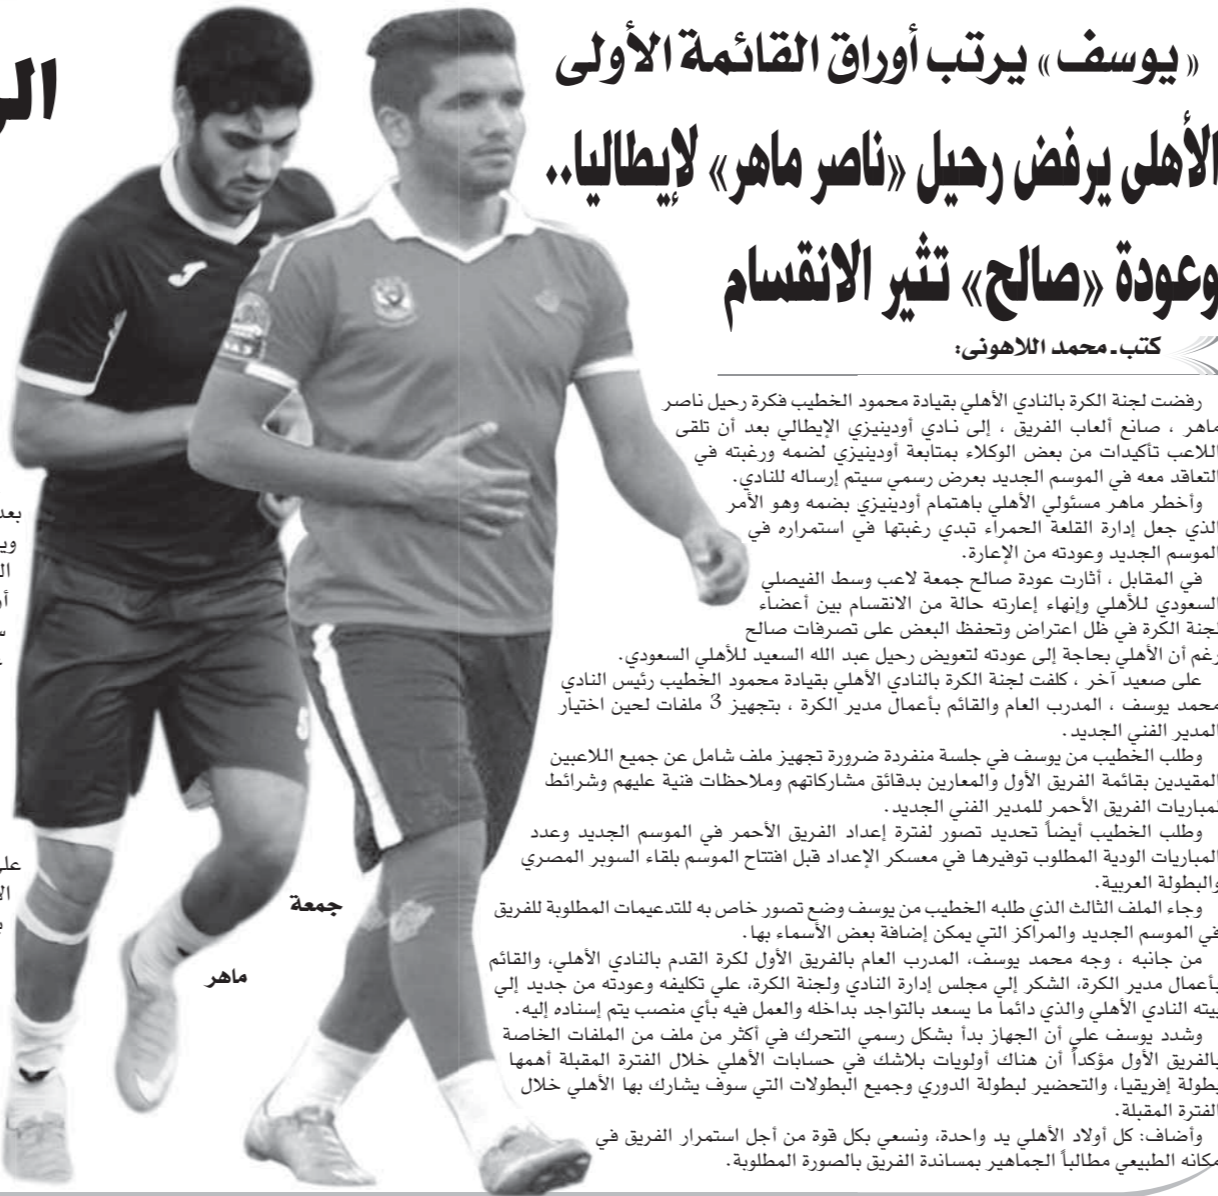 «يوسف» يرتب أوراق القائمة الأولى
الأهلى يرفض رحيل «ناصر ماهر» لإيطاليا..
وعودة «صالح» تثير الانقسام
كتب ـ محمد اللاهونى:
رفضت لجنة الكرة بالنادي الأهلي بقيادة محمود الخطيب فكرة رحيل ناصر
ماهر ، صانع ألعاب الفريق ، إلى نادي أودينيزي الإيطالي بعد أن تلقى
اللاعب تأكيدات من بعض الوكلاء بمتابعة أودينيزي لضمه ورغبته في
التعاقد معه في الموسم الجديد بعرض رسمي سيتم إرساله للنادي.
وأخطر ماهر مسئولي الأهلي باهتمام أودينيزي بضمه وهو الأمر
الذي جعل إدارة القلعة الحمراء تبدي رغبتها في استمراره في
الموسم الجديد وعودته من الإعارة.
في المقابل ، أثارت عودة صالح جمعة لاعب وسط الفيصلي
السعودي للأهلي وإنهاء إعارته حالة من الانقسام بين أعضاء
لجنة الكرة في ظل اعتراض وتحفظ البعض على تصرفات صالح
رغم أن الأهلي بحاجة إلى عودته لتعويض رحيل عبد الله السعيد للأهلي السعودي.
على صعيد آخر ، كلفت لجنة الكرة بالنادي الأهلي بقيادة محمود الخطيب رئيس النادي
محمد يوسف ، المدرب العام والقائم بأعمال مدير الكرة ، بتجهيز 3 ملفات لحين اختيار
المدير الفني الجديد.
وطلب الخطيب من يوسف في جلسة منفردة ضرورة تجهيز ملف شامل عن جميع اللاعبين
المقيدين بقائمة الفريق الأول والمعارين بدقائق مشاركاتهم وملاحظات فنية عليهم وشرائط
لمباريات الفريق الأحمر للمدير الفني الجديد.
وطلب الخطيب أيضاً تحديد تصور لفترة إعداد الفريق الأحمر في الموسم الجديد وعدد
المباريات الودية المطلوب توفيرها في معسكر الإعداد قبل افتتاح الموسم بلقاء السوبر المصري
والبطولة العربية.
وجاء الملف الثالث الذي طلبه الخطيب من يوسف وضع تصور خاص به للتدعيمات المطلوبة للفريق
في الموسم الجديد والمراكز التي يمكن إضافة بعض الأسماء بها.
من جانبه ، وجه محمد يوسف، المدرب العام بالفريق الأول لكرة القدم بالنادي الأهلي، والقائم
بأعمال مدير الكرة، الشكر إلي مجلس إدارة النادي ولجنة الكرة، علي تكليفه وعودته من جديد إلي
بيته النادي الأهلي والذي دائما ما يسعد بالتواجد بداخله والعمل فيه بأي منصب يتم إسناده إليه.
وشدد يوسف علي أن الجهاز بدأ بشكل رسمي التحرك في أكثر من ملف من الملفات الخاصة
بالفريق الأول مؤكداً أن هناك أولويات بلاشك في حسابات الأهلي خلال الفترة المقبلة أهمها
بطولة إفريقيا، والتحضير لبطولة الدوري وجميع البطولات التي سوف يشارك بها الأهلي خلال
الفترة المقبلة.
وأضاف: كل أولاد الأهلي يد واحدة، ونسعي بكل قوة من أجل استمرار الفريق في
مكانه الطبيعي مطالباً الجماهير بمساندة الفريق بالصورة المطلوبة.
جمعة
ماهر
بعد
على